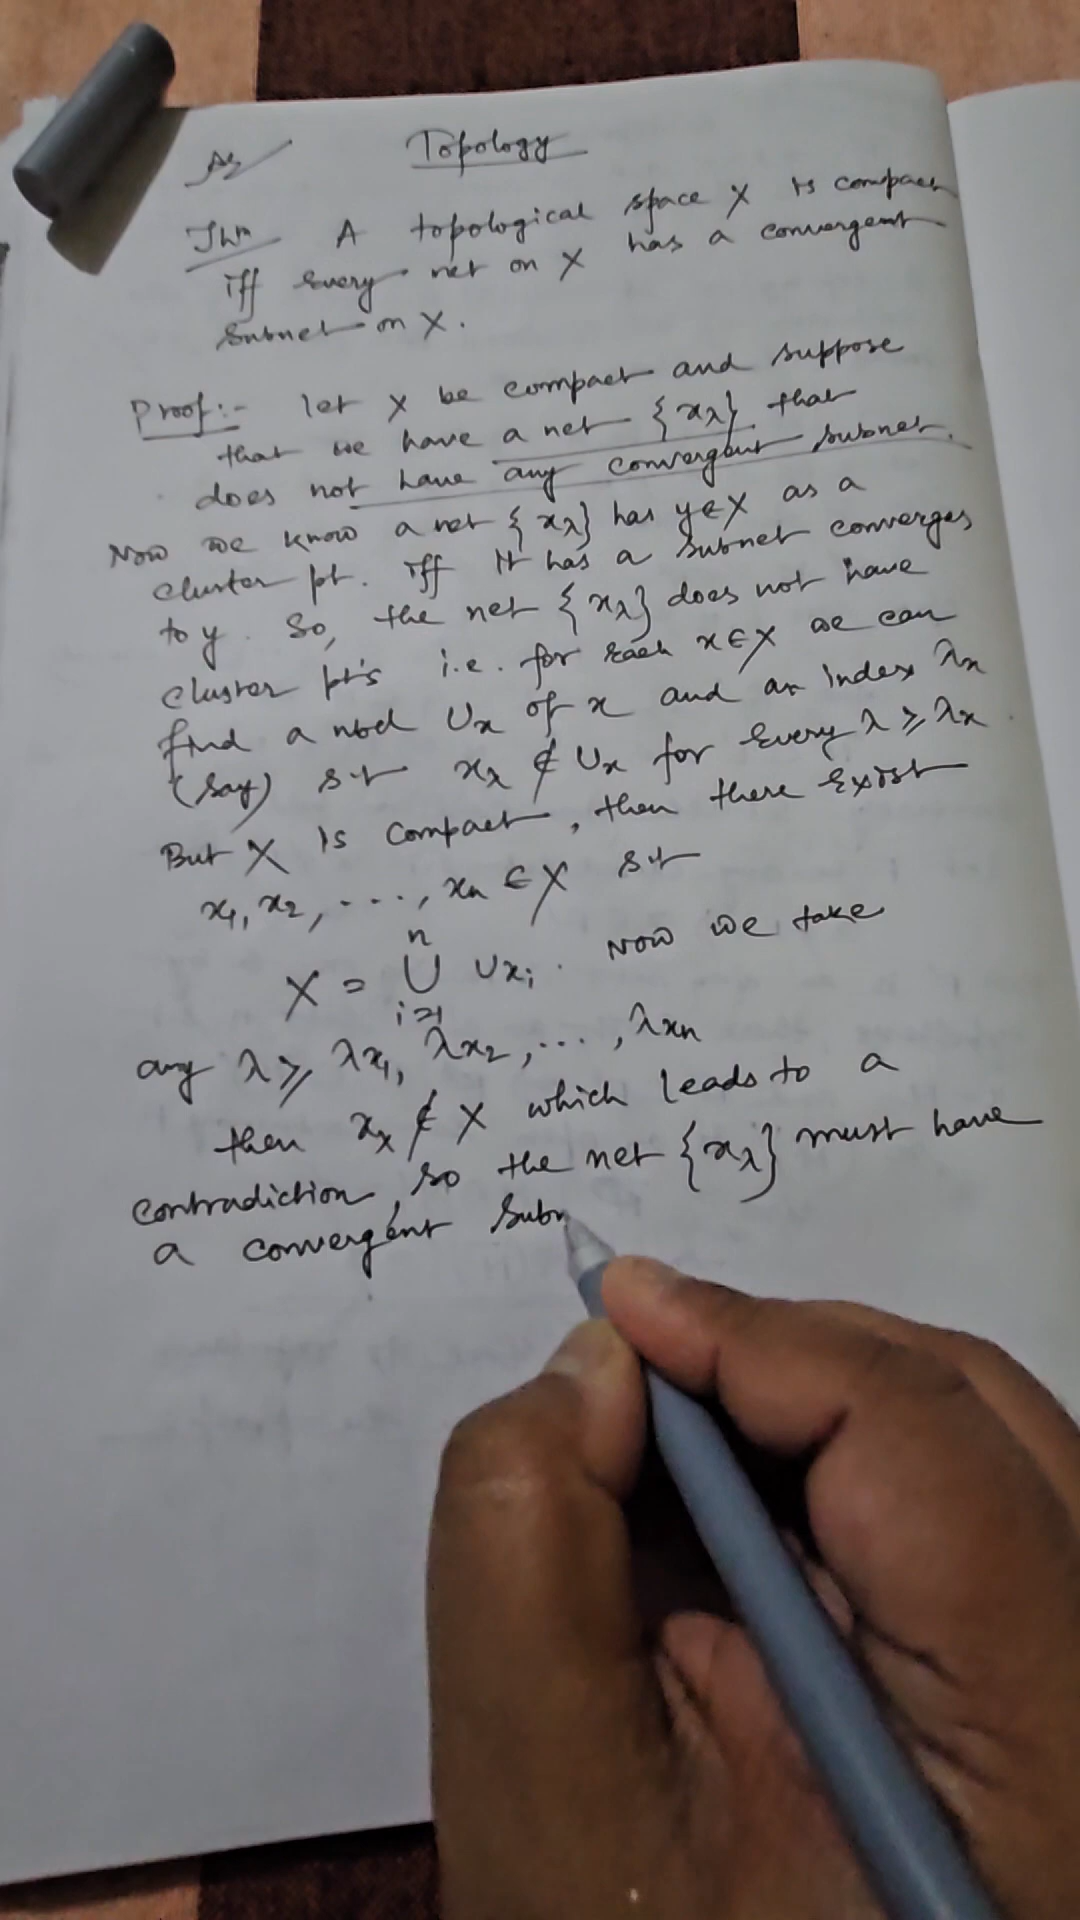 Topology
Thm A topological space X is compact
iff every net on X has a convergent
subnet on X.
Proof:- let X be compact and suppose
that we have a net {xλ} that
does not have any convergent subnet.
Now we know a net {xλ} has y∈X as a
cluster pt. iff it has a subnet converges
to y. So, the net {xλ} does not have
cluster pt's i.e. for each x∈X we can
find a nbd Ux of x and an index λx
(say) s.t xλ ∉ Ux for every λ ≥ λx.
But X is compact, then there exist
x1, x2, ...., xn ∈ X s.t
X = n⋃i=1 Uxi. Now we take
any λ ≥ λx1, λx2, ..., λxn
then xλ ∉ X which leads to a
contradiction, so the net {xλ} must have
a convergent subn